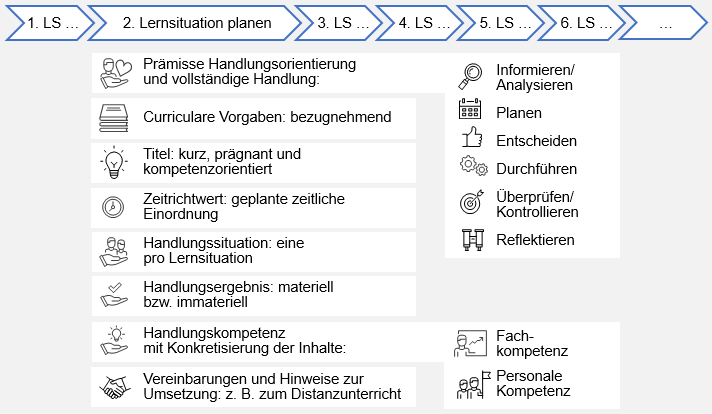 1. LS ...
2. Lernsituation planen
3. LS ...
4. LS ...
5. LS ...
6. LS ...
...
Prämisse Handlungsorientierung
und vollständige Handlung:
Informieren/
Analysieren
Planen
Entscheiden
Durchführen
Überprüfen/
Kontrollieren
Reflektieren
Curriculare Vorgaben: bezugnehmend
Titel: kurz, prägnant und
kompetenzorientiert
Zeitrichtwert: geplante zeitliche
Einordnung
Handlungssituation: eine
pro Lernsituation
Handlungsergebnis: materiell
bzw. immateriell
Handlungskompetenz
mit Konkretisierung der Inhalte:
Fach-
kompetenz
Personale
Kompetenz
Vereinbarungen und Hinweise zur
Umsetzung: z. B. zum Distanzunterricht